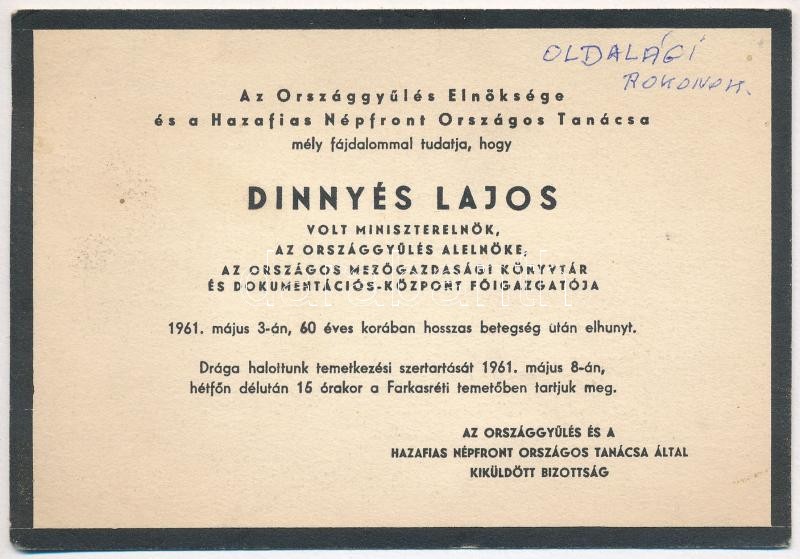 OLDALÁGI
ROKONOK.
Az Országgyűlés Elnöksége
és a Hazafias Népfront Országos Tanácsa
mély fájdalommal tudatja, hogy
DINNYÉS LAJOS
VOLT MINISZTERELNÖK,
AZ ORSZÁGGYŰLÉS ALELNÖKE,
AZ ORSZÁGOS MEZŐGAZDASÁGI KÖNYVTÁR
ÉS DOKUMENTÁCIÓS-KÖZPONT FŐIGAZGATÓJA
1961. május 3-án, 60 éves korában hosszas betegség után elhunyt.
Drága halottunk temetkezési szertartását 1961. május 8-án,
hétfőn délután 15 órakor a Farkasréti temetőben tartjuk meg.
AZ ORSZÁGGYŰLÉS ÉS A
HAZAFIAS NÉPFRONT ORSZÁGOS TANÁCSA ÁLTAL
KIKÜLDÖTT BIZOTTSÁG